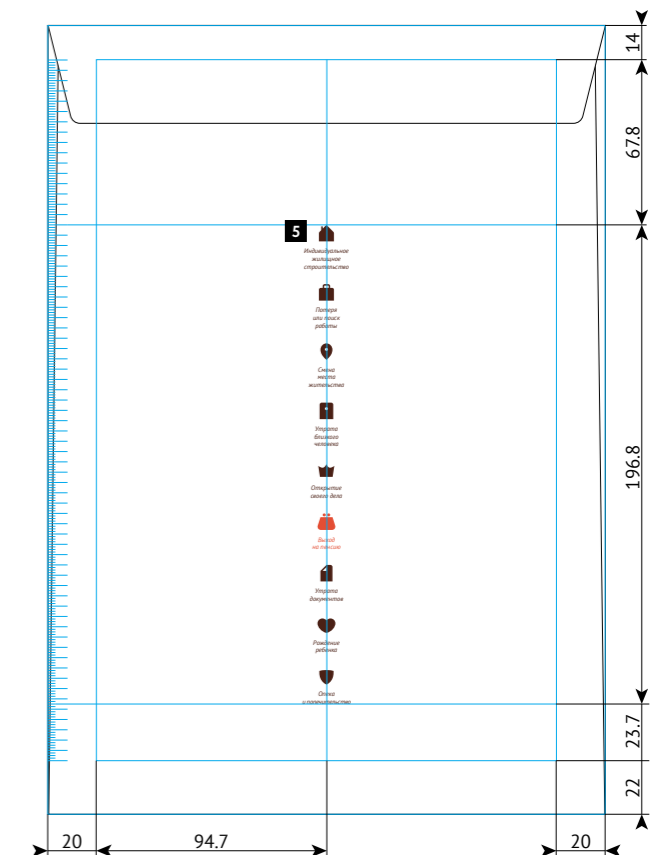 14
67.8
5
Индивидуальное
жилищное
строительство
Потеря
или поиск
работы
Смена
места
жительства
Утрата
близкого
человека
196.8
Открытие
своего дела
Выход
на пенсию
Утрата
документов
Рождение
ребенка
Опека
и попечительство
23.7
22
20
94.7
20